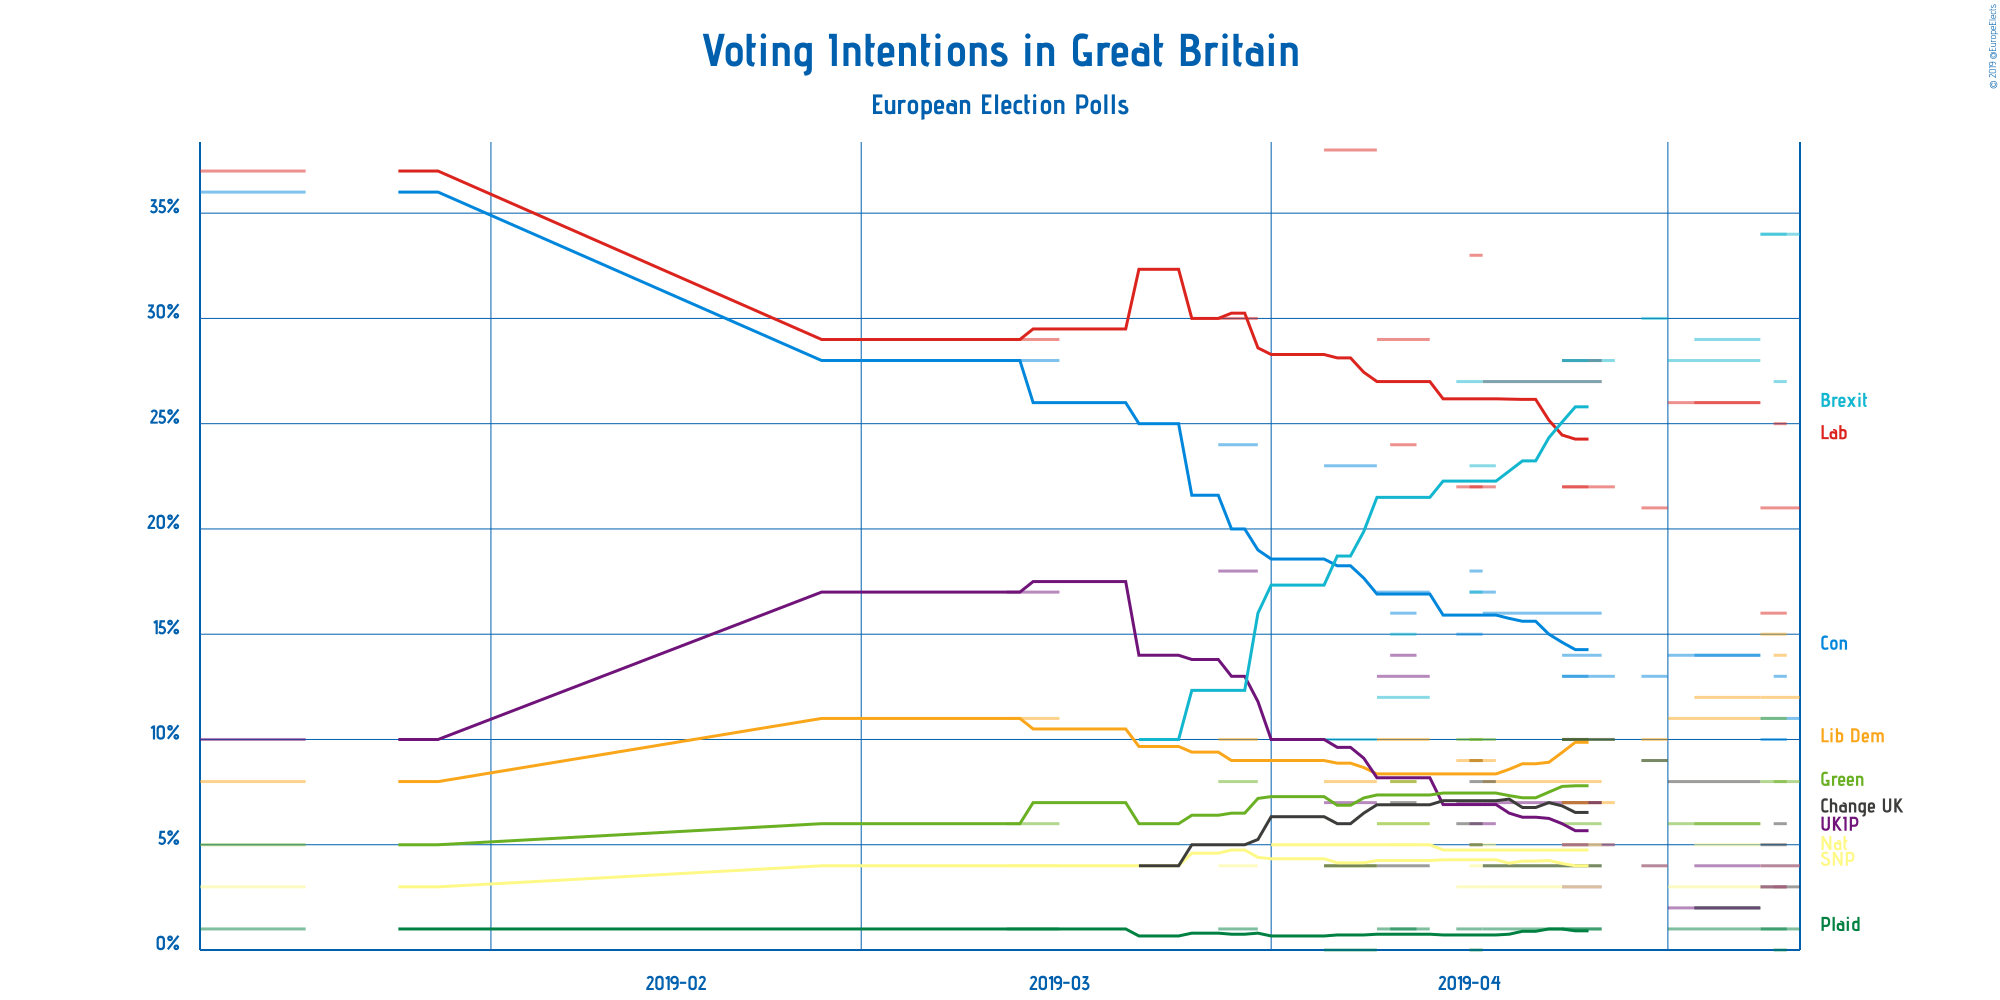 © 2019 @EuropeElects
Voting Intentions in Great Britain
European Election Polls
35%
30%
25%
20%
15%
10%
5%
0%
Brexit
Lab
Con
Lib Dem
Green
Change UK
UKIP
Nat
SNP
Plaid
2019-02
2019-03
2019-04